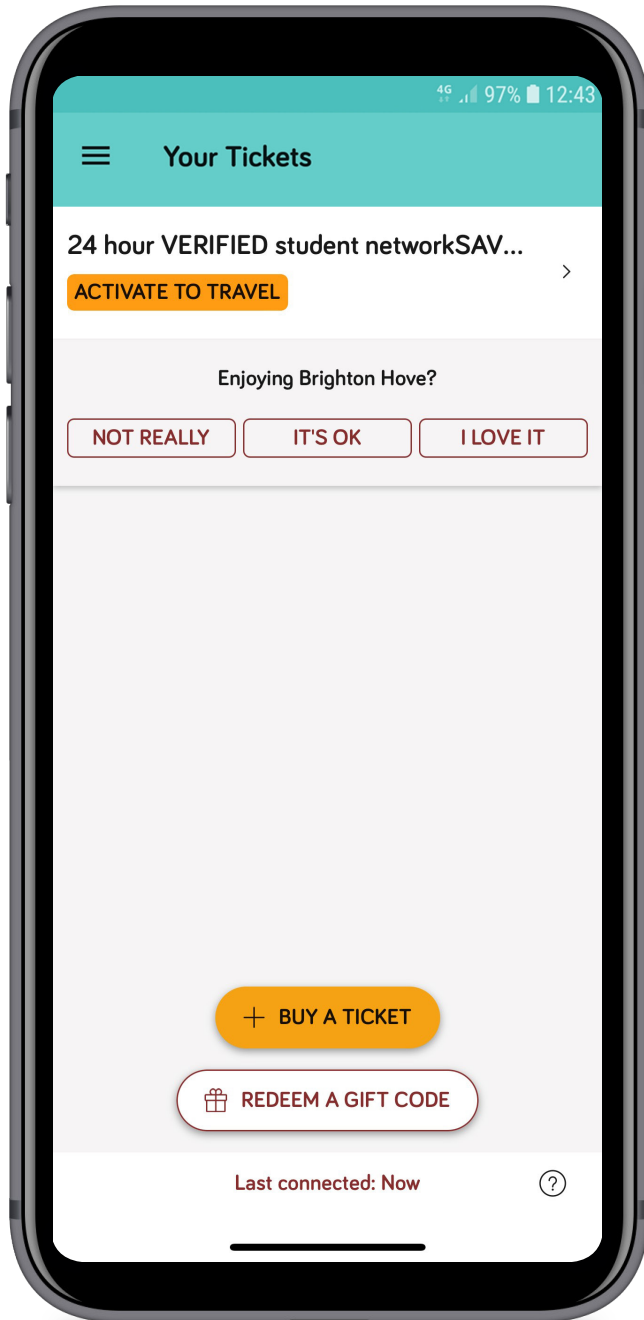 4G 97% 12:43
Your Tickets
24 hour VERIFIED student networkSAV...
ACTIVATE TO TRAVEL
Enjoying Brighton Hove?
NOT REALLY IT'S OK I LOVE IT
+ BUY A TICKET
REDEEM A GIFT CODE
Last connected: Now ?